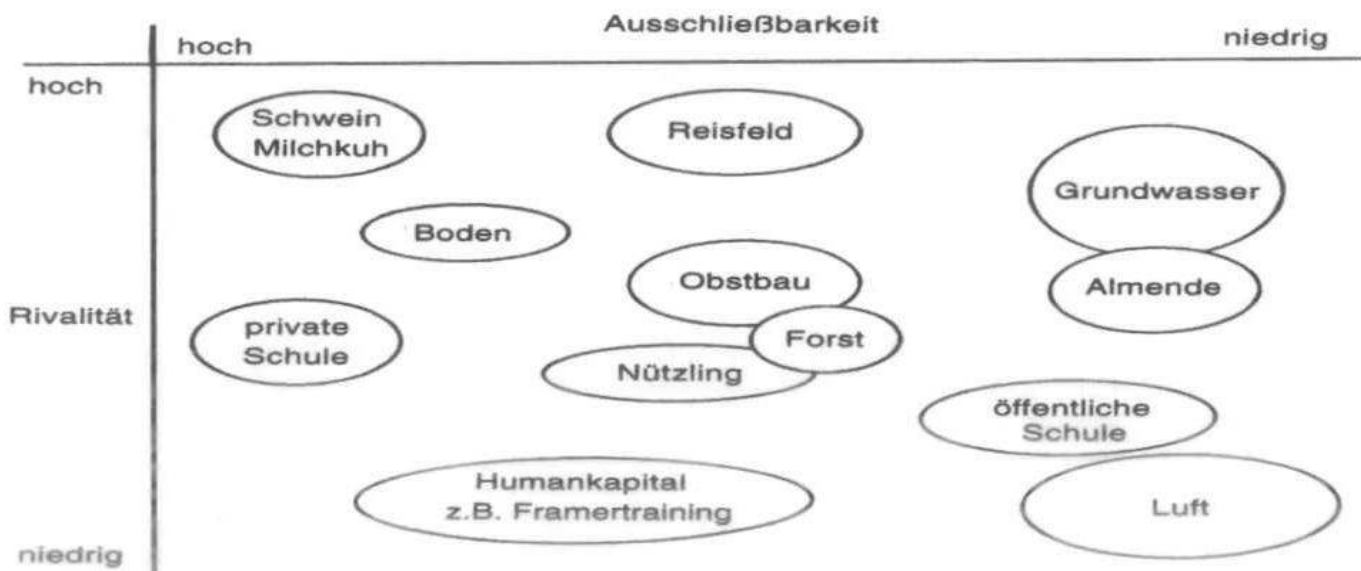 Ausschließbarkeit
hoch
niedrig
hoch
Schwein
Milchkuh
Reisfeld
Grundwasser
Boden
Obstbau
Almende
Rivalität
private
Schule
Forst
Nützling
öffentliche
Schule
Humankapital
z.B. Framertraining
Luft
niedrig